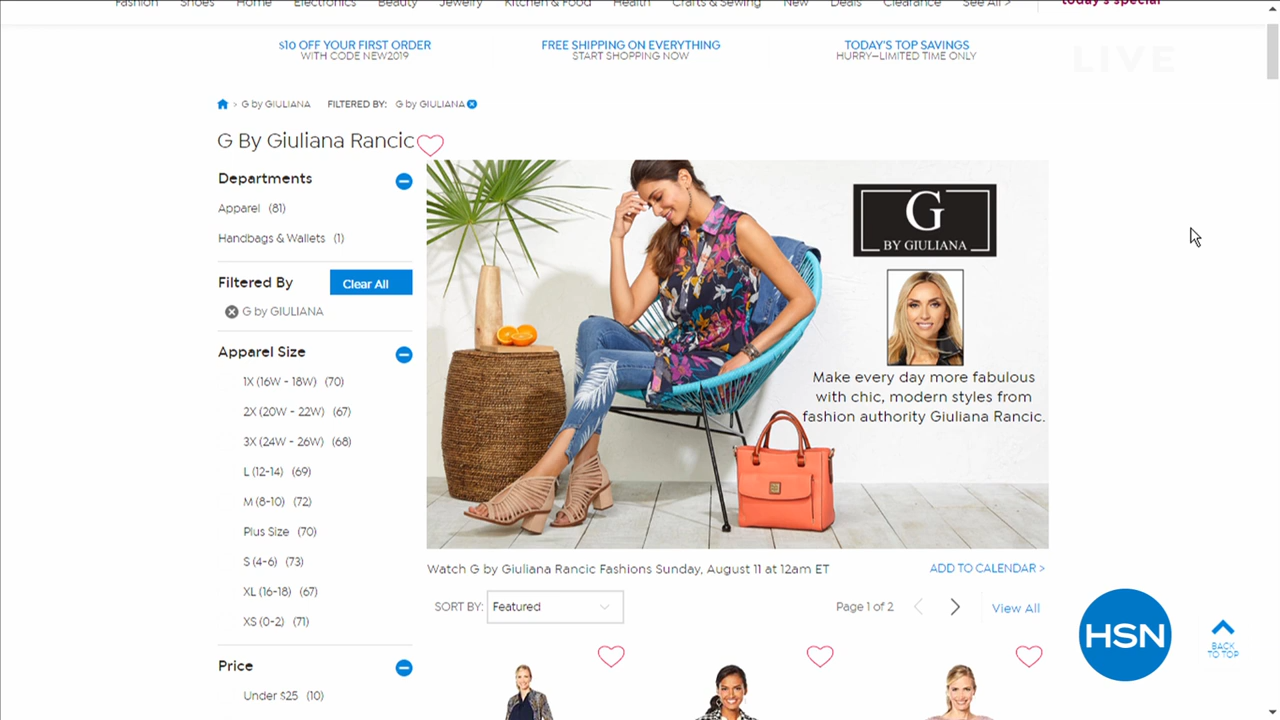 Fashion Shoes Home Electronics Beauty Jewelry Kitchen & Food Health Crafts & Sewing New Deals Clearance See All > today's special
$10 OFF YOUR FIRST ORDER
WITH CODE NEW2019
FREE SHIPPING ON EVERYTHING
START SHOPPING NOW
TODAY'S TOP SAVINGS
HURRY—LIMITED TIME ONLY
LIVE
> G by GIULIANA FILTERED BY: G by GIULIANA
G By Giuliana Rancic
Departments
Apparel (81)
Handbags & Wallets (1)
Filtered By Clear All
G by GIULIANA
Apparel Size
1X (16W - 18W) (70)
2X (20W - 22W) (67)
3X (24W - 26W) (68)
L (12-14) (69)
M (8-10) (72)
Plus Size (70)
S (4-6) (73)
XL (16-18) (67)
XS (0-2) (71)
Price
Under $25 (10)
G
BY GIULIANA
Make every day more fabulous
with chic, modern styles from
fashion authority Giuliana Rancic.
Watch G by Giuliana Rancic Fashions Sunday, August 11 at 12am ET
ADD TO CALENDAR >
SORT BY: Featured
Page 1 of 2 View All
HSN
BACK
TO TOP